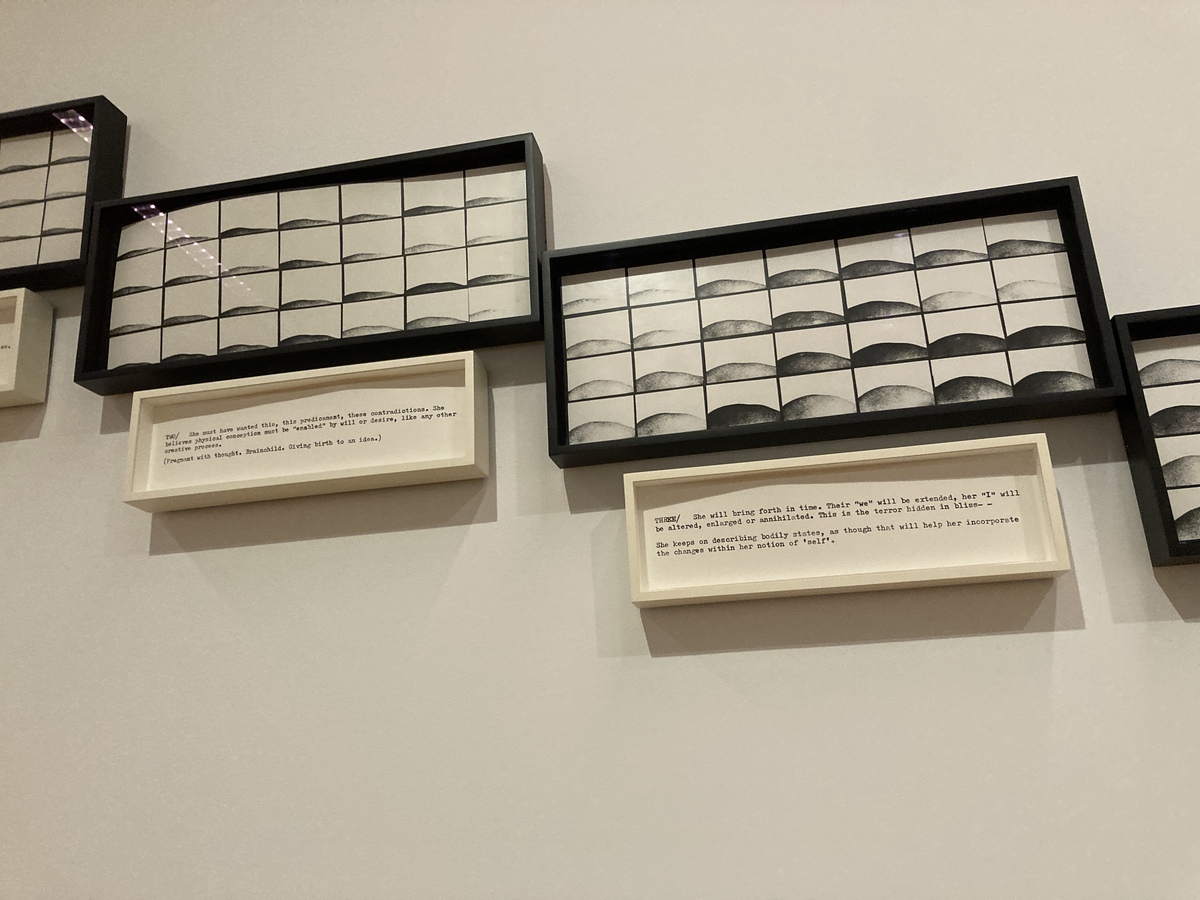 TWO/ She must have wanted this, this predicament, these contradictions. She
believes physical conception must be "enabled" by will or desire, like any other
creative process.
(Pregnant with thought. Brainchild. Giving birth to an idea.)
THREE/ She will bring forth in time. Their "we" will be extended, her "I" will
be altered, enlarged or annihilated. This is the terror hidden in bliss— —
She keeps on describing bodily states, as though that will help her incorporate
the changes within her notion of 'self'.